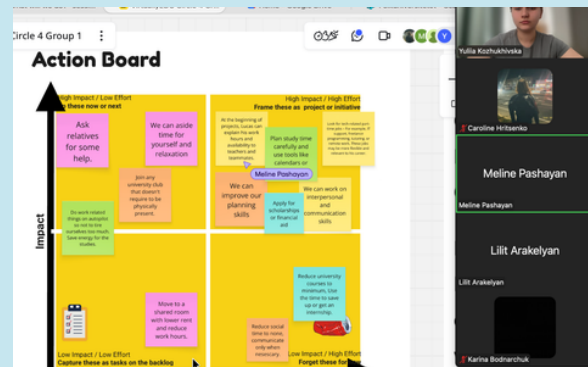 Circle 4 Group 1
Action Board
High Impact / Low Effort
these now or next
High Impact / High Effort
Frame these as project or initiative
Ask
relatives
for some
help.
We can aside
time for
yourself and
relaxation
Join any
university club
that doesn't
require to be
physically
present.
Do work related
things on autopilot
so not to tire
ourselves too much.
Save energy for the
studies.
At the beginning of
projects, Lucas can
explain his work
hours and
availability to
teachers and
teammates.
Plan study time
carefully and
use tools like
calendars or
Meline Pashayan
We can
improve our
planning
skills
Apply for
scholarships
or financial
aid
We can work on
interpersonal
and
communication
skills
Impact
Move to a
shared room
with lower rent
and reduce
work hours.
Reduce university
courses to
minimum. Use
the time to save
up or get an
internship.
Reduce social
time to none,
communicate
only when
necessary.
Low Impact / Low Effort
Capture these as tasks on the backlog
Low Impact / High Effort
Forget these for
Yuliia Kozhukhivska
Caroline Hritsenko
Meline Pashayan
Meline Pashayan
Lilit Arakelyan
Lilit Arakelyan
Karina Bodnarchuk